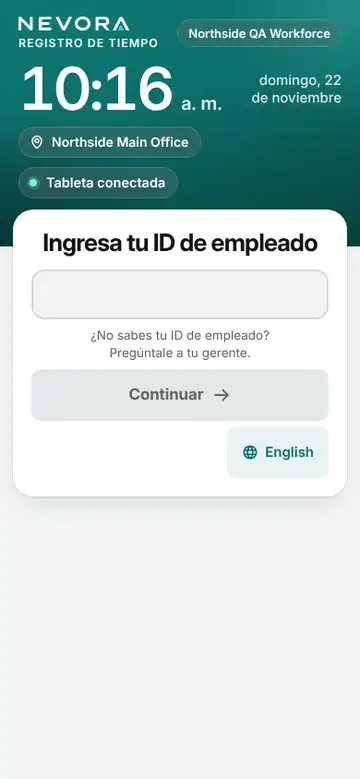 NEVORA
REGISTRO DE TIEMPO
Northside QA Workforce
10:16 a. m.
domingo, 22
de noviembre
Northside Main Office
Tableta conectada
Ingresa tu ID de empleado
¿No sabes tu ID de empleado?
Pregúntale a tu gerente.
Continuar →
English